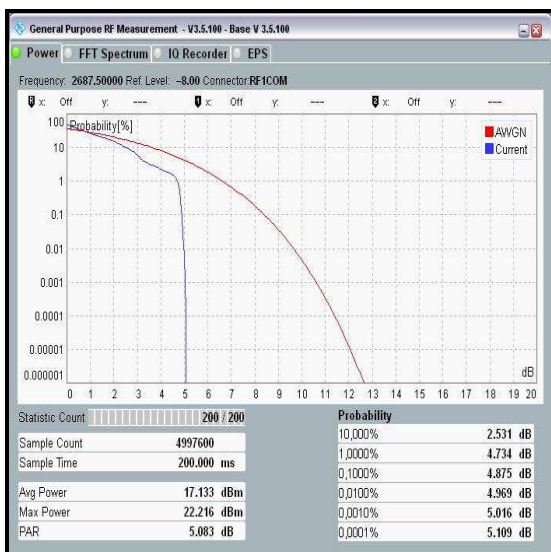 General Purpose RF Measurement - V3.5.100 - Base V 3.5.100
Power FFT Spectrum IQ Recorder EPS
Frequency: 2687.50000 Ref. Level: -8.00 Connector:RF1COM
x: Off y: --- 1 x: Off y: --- 2 x: Off y: ---
Probability[%]
AWGN
Current
100
10
1
0.1
0.01
0.001
0.0001
0.00001
0.000001
dB
0 1 2 3 4 5 6 7 8 9 10 11 12 13 14 15 16 17 18 19 20
Statistic Count 200 / 200
Sample Count 4997600
Sample Time 200.000 ms
Avg Power 17.133 dBm
Max Power 22.216 dBm
PAR 5.083 dB
Probability
10,000% 2.531 dB
1,0000% 4.734 dB
0,1000% 4.875 dB
0,0100% 4.969 dB
0,0010% 5.016 dB
0,0001% 5.109 dB